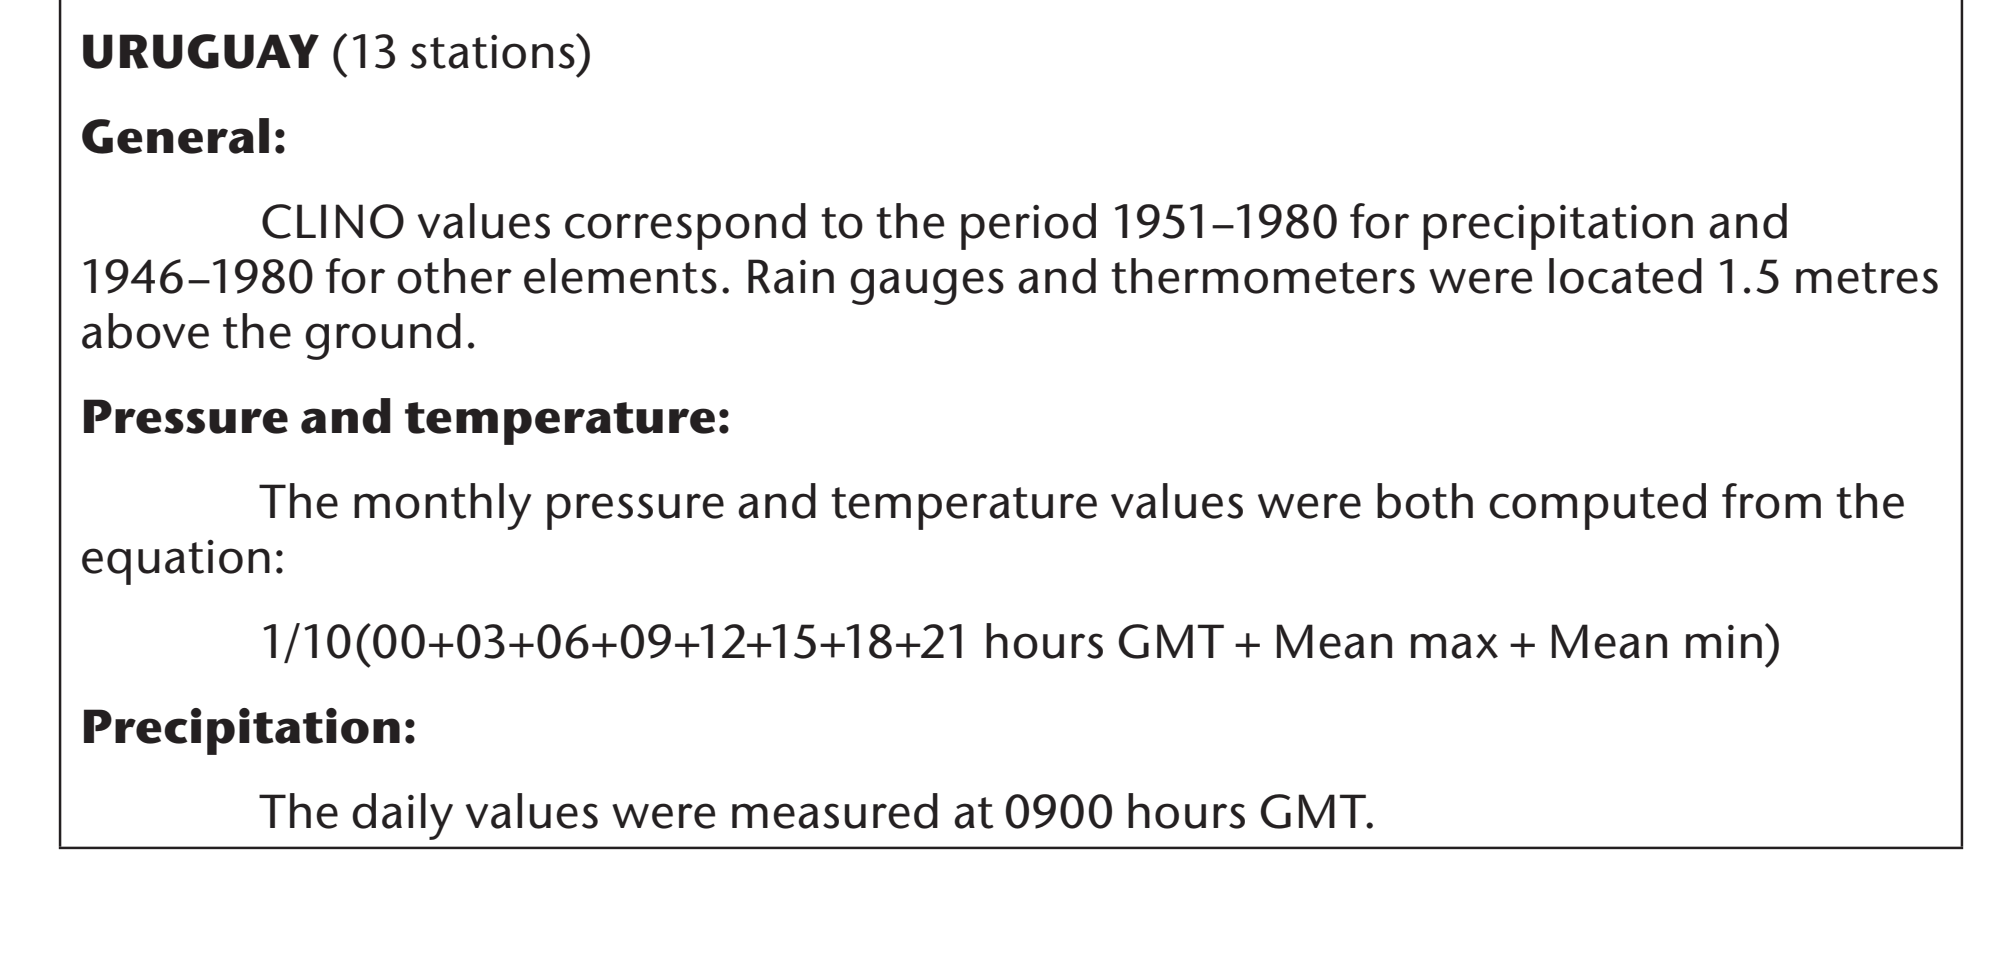 URUGUAY (13 stations)
General:
CLINO values correspond to the period 1951–1980 for precipitation and
1946–1980 for other elements. Rain gauges and thermometers were located 1.5 metres
above the ground.
Pressure and temperature:
The monthly pressure and temperature values were both computed from the
equation:
1/10(00+03+06+09+12+15+18+21 hours GMT + Mean max + Mean min)
Precipitation:
The daily values were measured at 0900 hours GMT.